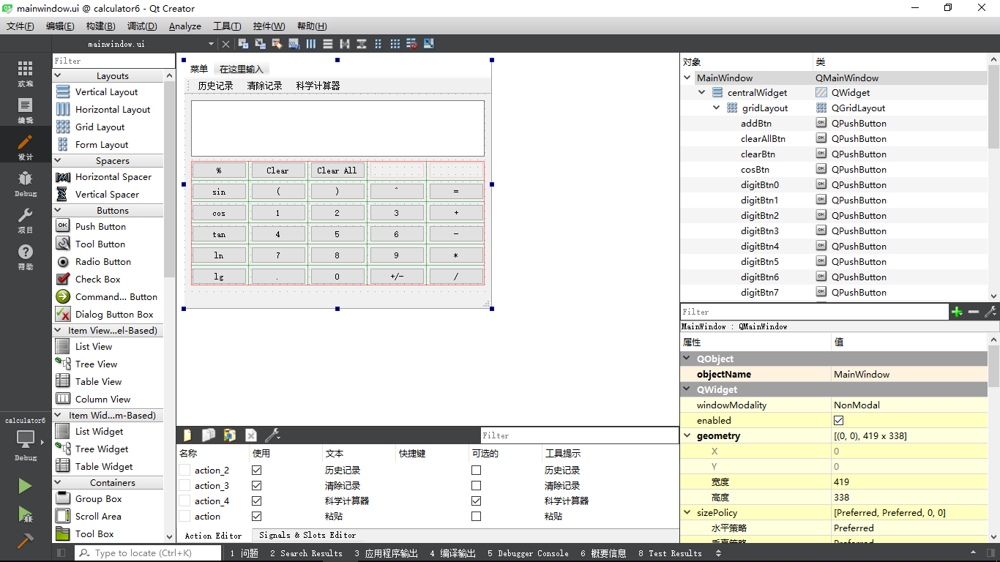 mainwindow.ui @ calculator6 - Qt Creator
文件(F) 编辑(E) 构建(B) 调试(D) Analyze 工具(T) 控件(W) 帮助(H)
mainwindow.ui
欢迎
编辑
设计
Debug
项目
帮助
calculator6
Debug
Filter
Layouts
Vertical Layout
Horizontal Layout
Grid Layout
Form Layout
Spacers
Horizontal Spacer
Vertical Spacer
Buttons
Push Button
Tool Button
Radio Button
Check Box
Command... Button
Dialog Button Box
Item View...el-Based)
List View
Tree View
Table View
Column View
Item Wid...m-Based)
List Widget
Tree Widget
Table Widget
Containers
Group Box
Scroll Area
Tool Box
菜单 在这里输入
历史记录 清除记录 科学计算器
% Clear Clear All
sin ( ) ^ =
cos 1 2 3 +
tan 4 5 6 -
ln 7 8 9 *
lg . 0 +/- /
Filter
名称 使用 文本 快捷键 可选的 工具提示
action_2 历史记录 历史记录
action_3 清除记录 清除记录
action_4 科学计算器 科学计算器
action 粘贴 粘贴
Action Editor Signals & Slots Editor
对象 类
MainWindow QMainWindow
centralWidget QWidget
gridLayout QGridLayout
addBtn QPushButton
clearAllBtn QPushButton
clearBtn QPushButton
cosBtn QPushButton
digitBtn0 QPushButton
digitBtn1 QPushButton
digitBtn2 QPushButton
digitBtn3 QPushButton
digitBtn4 QPushButton
digitBtn5 QPushButton
digitBtn6 QPushButton
digitBtn7 QPushButton
Filter
MainWindow : QMainWindow
属性 值
QObject
objectName MainWindow
QWidget
windowModality NonModal
enabled
geometry [(0, 0), 419 x 338]
X 0
Y 0
宽度 419
高度 338
sizePolicy [Preferred, Preferred, 0, 0]
水平策略 Preferred
垂直策略 Preferred
Type to locate (Ctrl+K) 1 问题 2 Search Results 3 应用程序输出 4 编译输出 5 Debugger Console 6 概要信息 8 Test Results